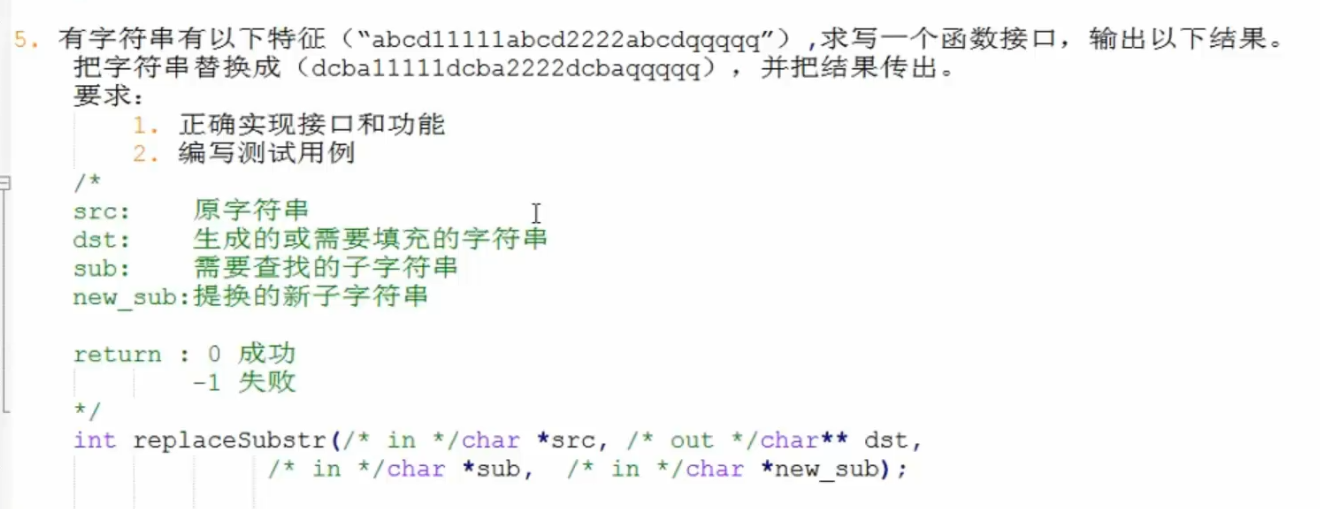 5. 有字符串有以下特征（“abcd11111abcd2222abcdqqqqq”）,求写一个函数接口，输出以下结果。
把字符串替换成（dcba11111dcba2222dcbaqqqqq），并把结果传出。
要求：
1. 正确实现接口和功能
2. 编写测试用例
/*
src: 原字符串
dst: 生成的或需要填充的字符串
sub: 需要查找的子字符串
new_sub:提换的新子字符串
return : 0 成功
-1 失败
*/
int replaceSubstr(/* in */char *src, /* out */char** dst,
/* in */char *sub, /* in */char *new_sub);